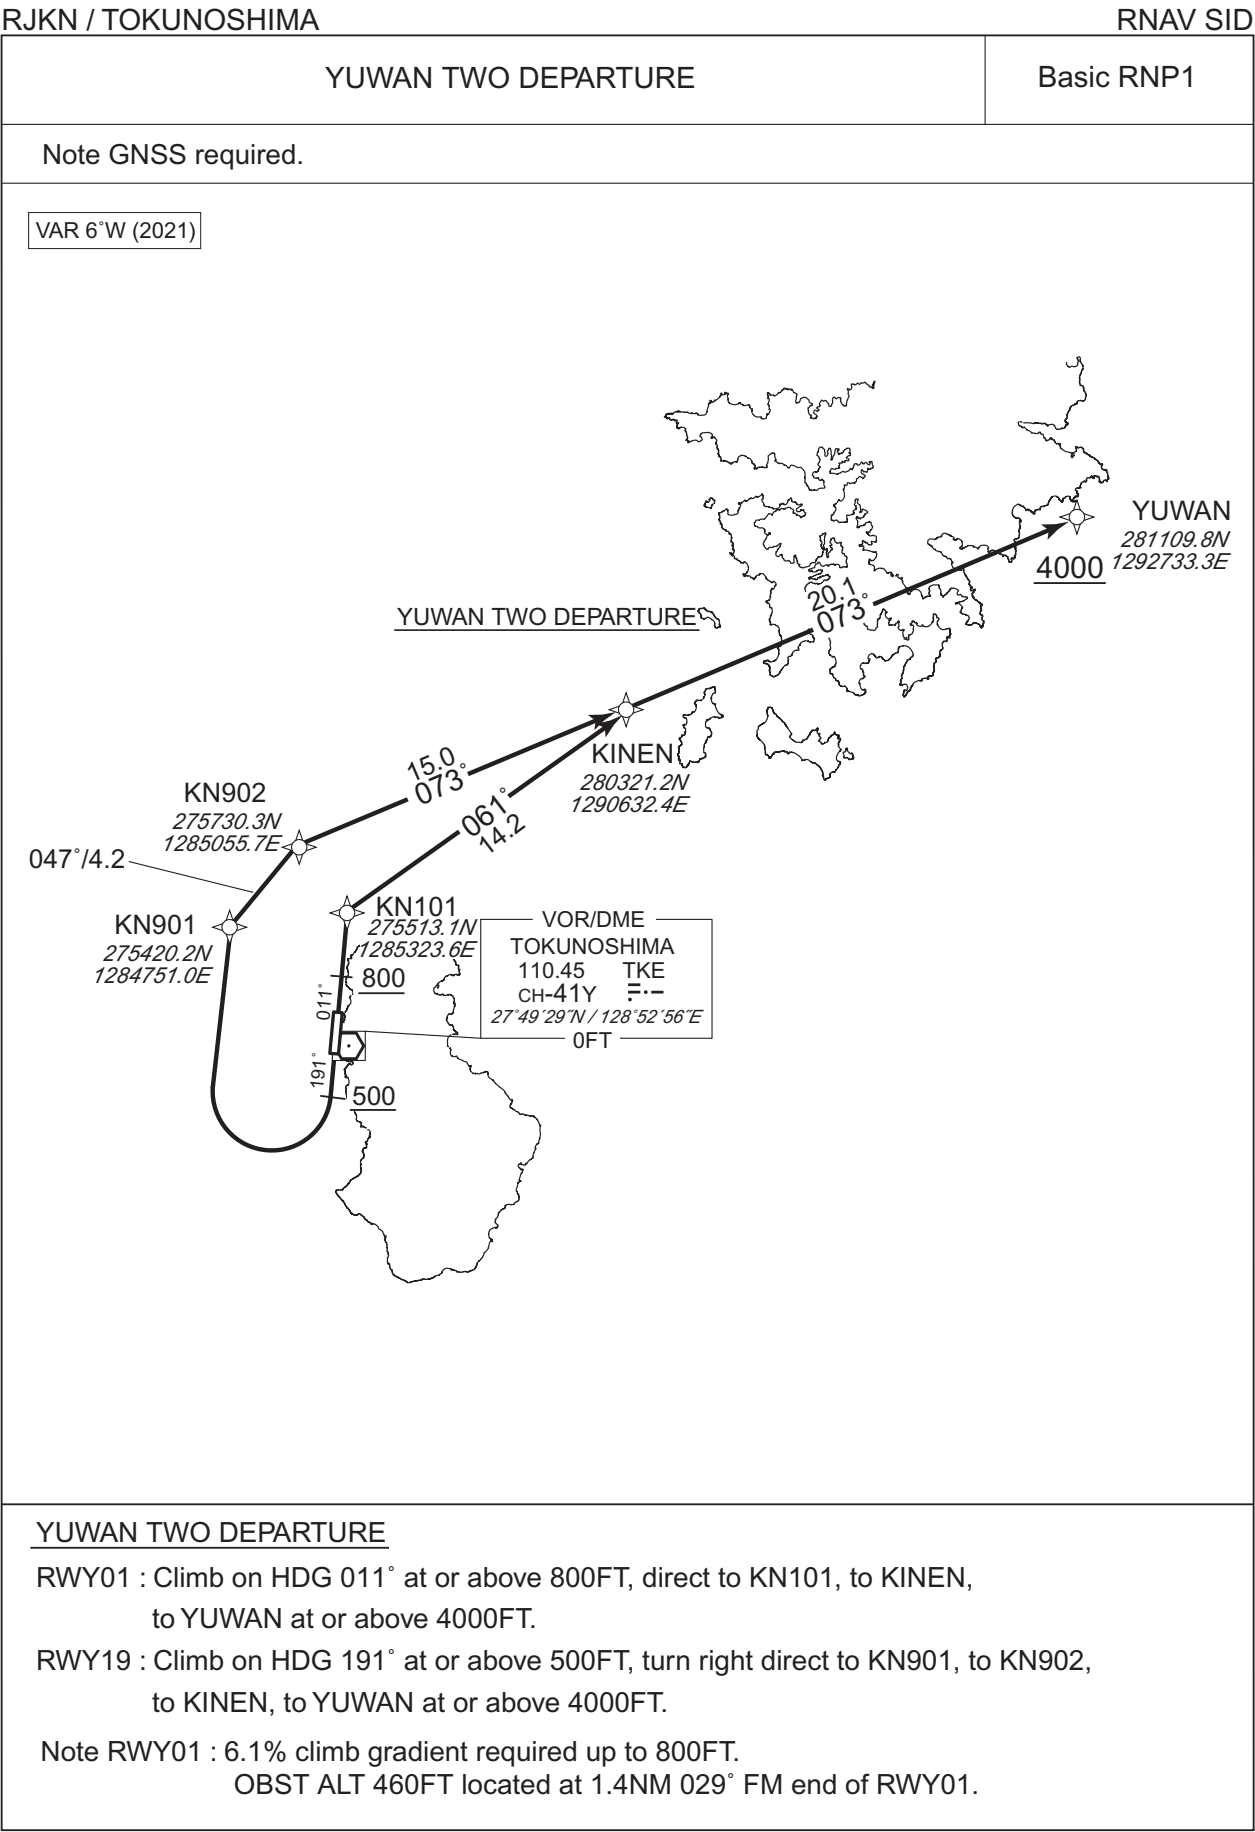 RJKN / TOKUNOSHIMA
RNAV SID
YUWAN TWO DEPARTURE
Basic RNP1
Note GNSS required.
VAR 6˚W (2021)
YUWAN
281109.8N
1292733.3E
4000
20.1
073˚
YUWAN TWO DEPARTURE
KINEN
280321.2N
1290632.4E
15.0
073˚
061˚
14.2
KN902
275730.3N
1285055.7E
047˚/4.2
KN901
275420.2N
1284751.0E
KN101
275513.1N
1285323.6E
800
011˚
191˚
500
VOR/DME
TOKUNOSHIMA
110.45 TKE
CH-41Y
27˚49´29˝N / 128˚52´56˝E
0FT
YUWAN TWO DEPARTURE
RWY01 : Climb on HDG 011˚ at or above 800FT, direct to KN101, to KINEN,
to YUWAN at or above 4000FT.
RWY19 : Climb on HDG 191˚ at or above 500FT, turn right direct to KN901, to KN902,
to KINEN, to YUWAN at or above 4000FT.
Note RWY01 : 6.1% climb gradient required up to 800FT.
OBST ALT 460FT located at 1.4NM 029˚ FM end of RWY01.